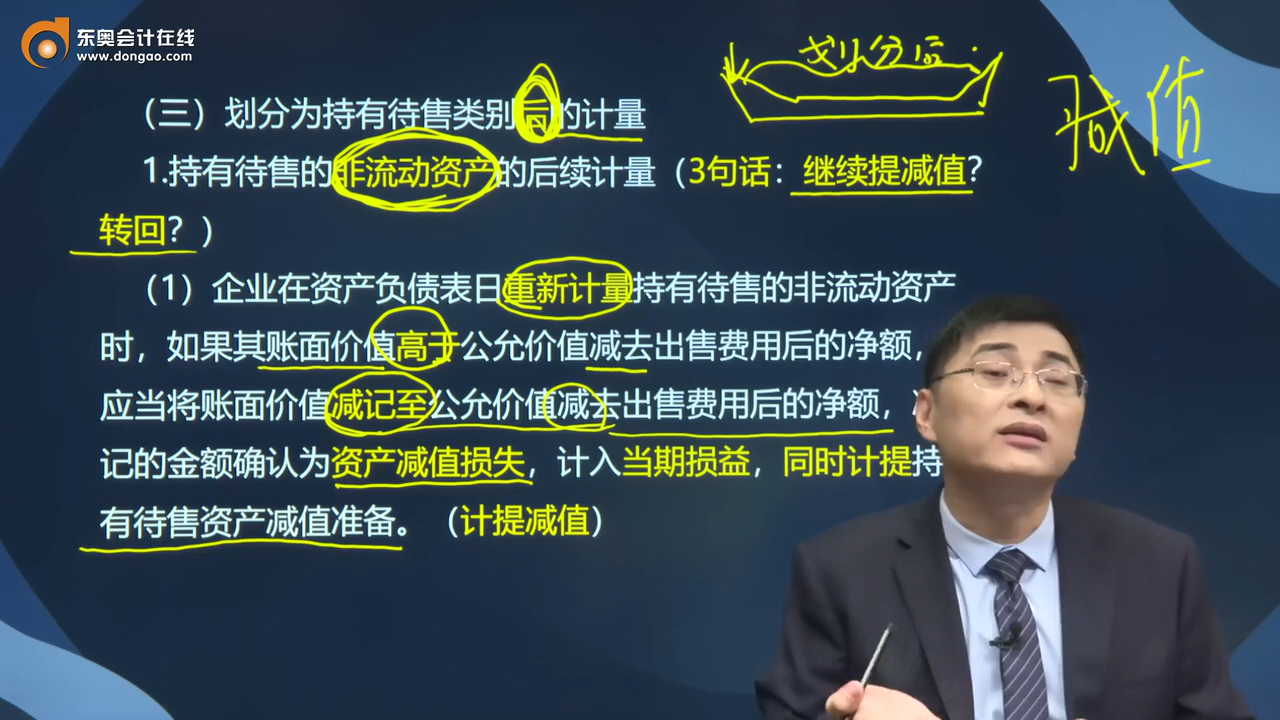 东奥会计在线
www.dongao.com
划分后
减值
（三）划分为持有待售类别后的计量
1.持有待售的非流动资产的后续计量（3句话：继续提减值？
转回？）
（1）企业在资产负债表日重新计量持有待售的非流动资产
时，如果其账面价值高于公允价值减去出售费用后的净额，
应当将账面价值减记至公允价值减去出售费用后的净额，
记的金额确认为资产减值损失，计入当期损益，同时计提持
有待售资产减值准备。（计提减值）